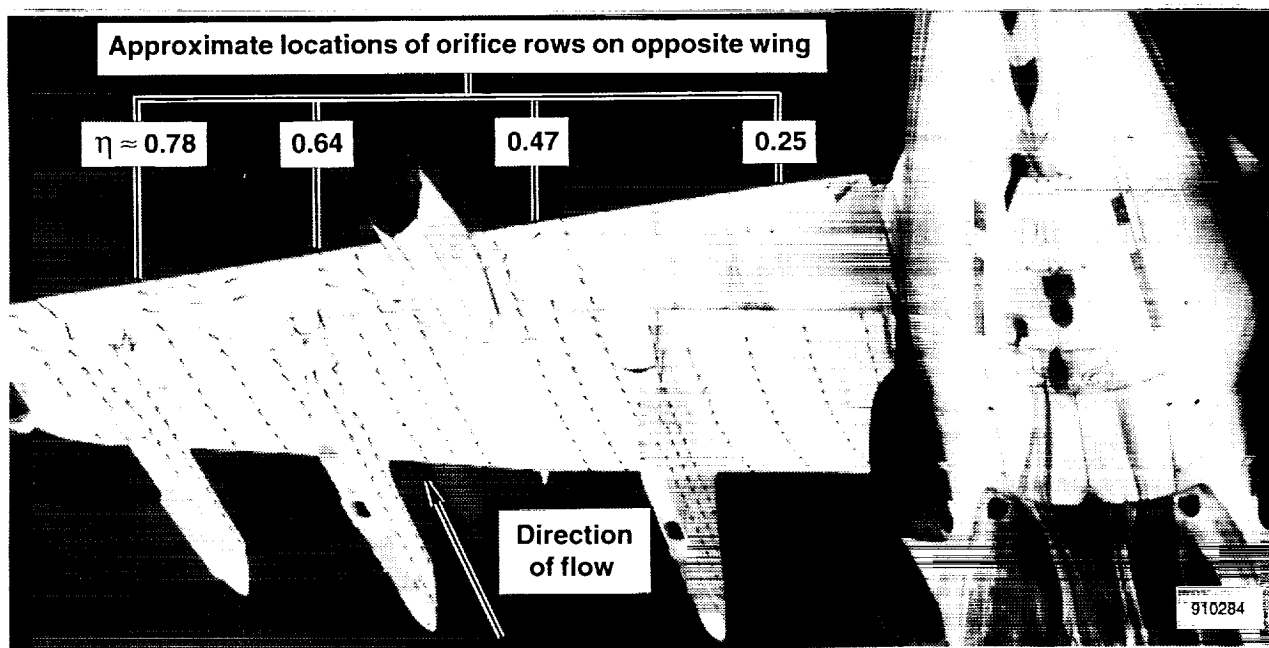 Approximate locations of orifice rows on opposite wing
η ≈ 0.78 0.64 0.47 0.25
Direction
of flow
910284